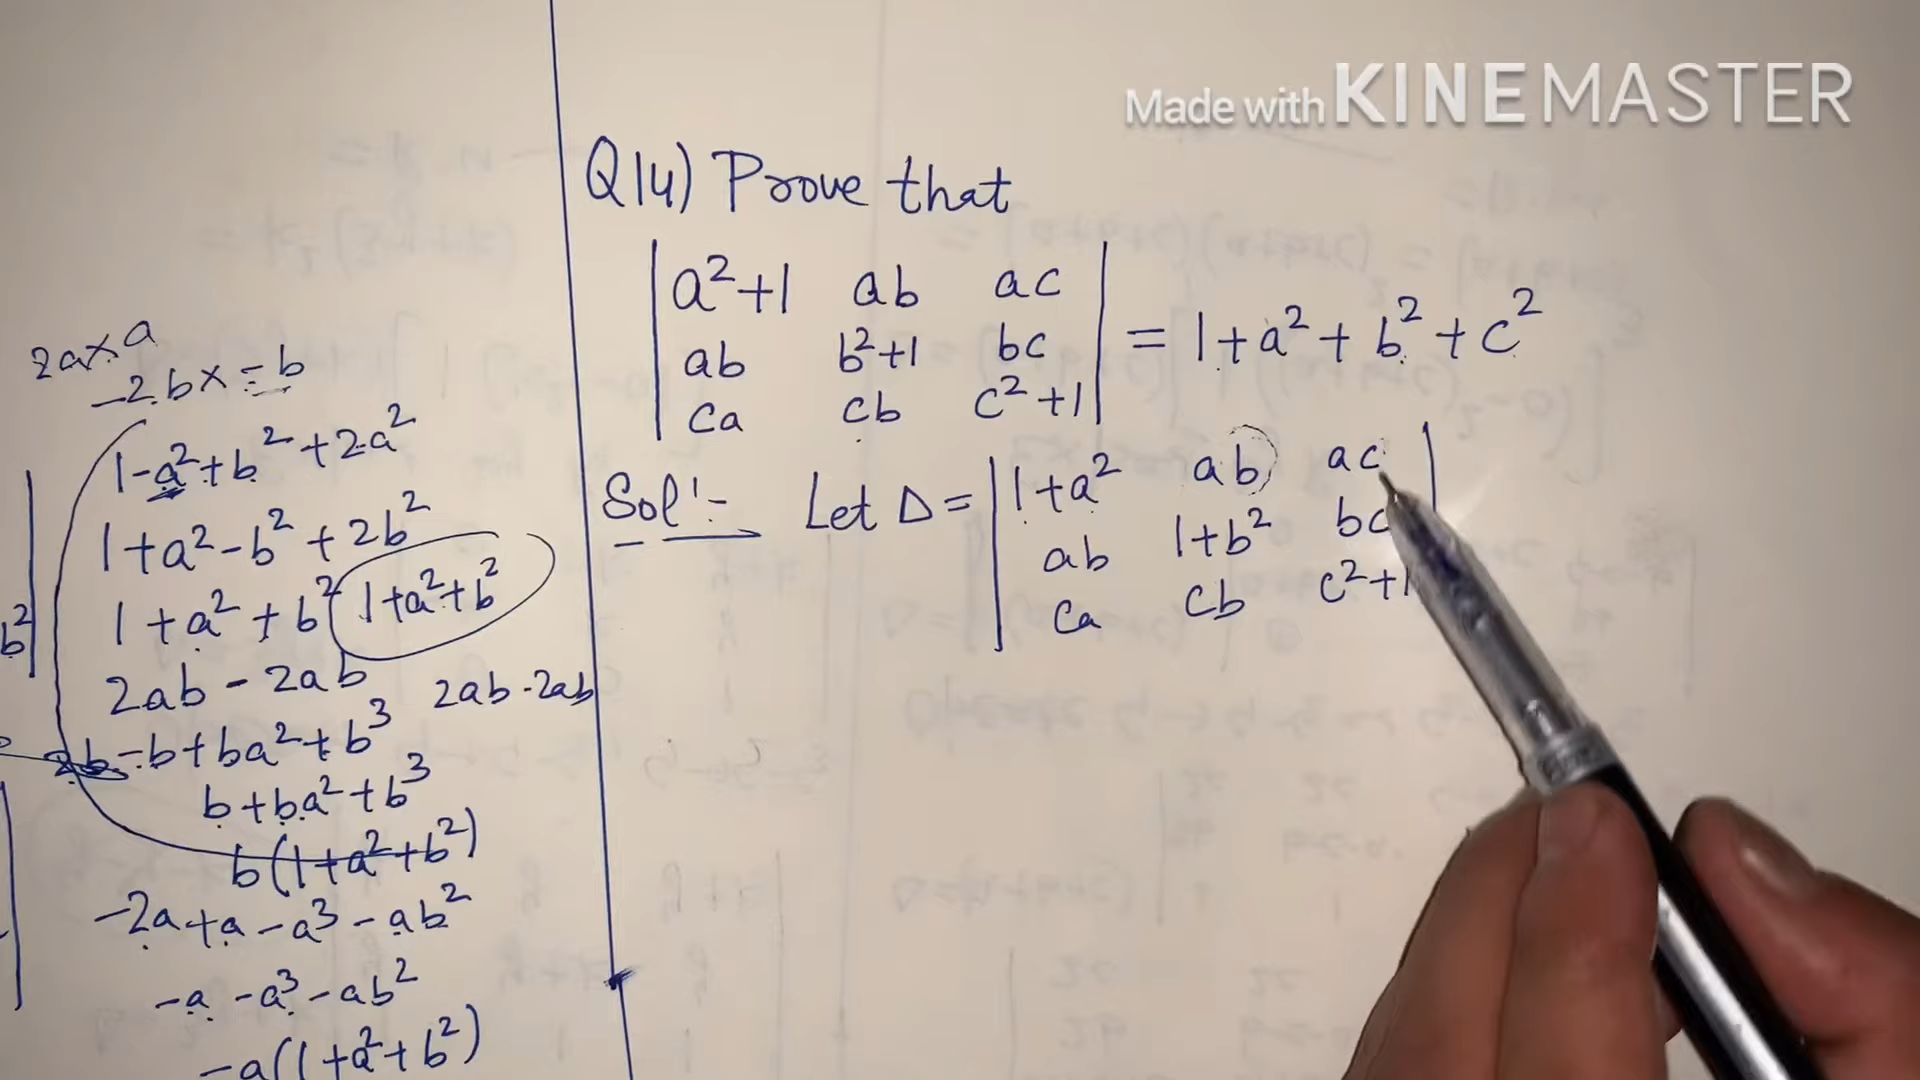 Made with KINEMASTER
Q14) Prove that
a²+1 ab ac
ab b²+1 bc = 1+a²+b²+c²
ca cb c²+1
Sol':- Let Δ = 1+a² ab ac
ab 1+b² bc
ca cb c²+1
2a×a
-2b×=b
1-a²+b²+2a²
1+a²-b²+2b²
1+a²+b² 1+a²+b²
b²
2ab-2ab 2ab-2ab
2b-b+ba²+b³
b+ba²+b³
b(1+a²+b²)
-2a+a-a³-ab²
-a-a³-ab²
-a(1+a²+b²)